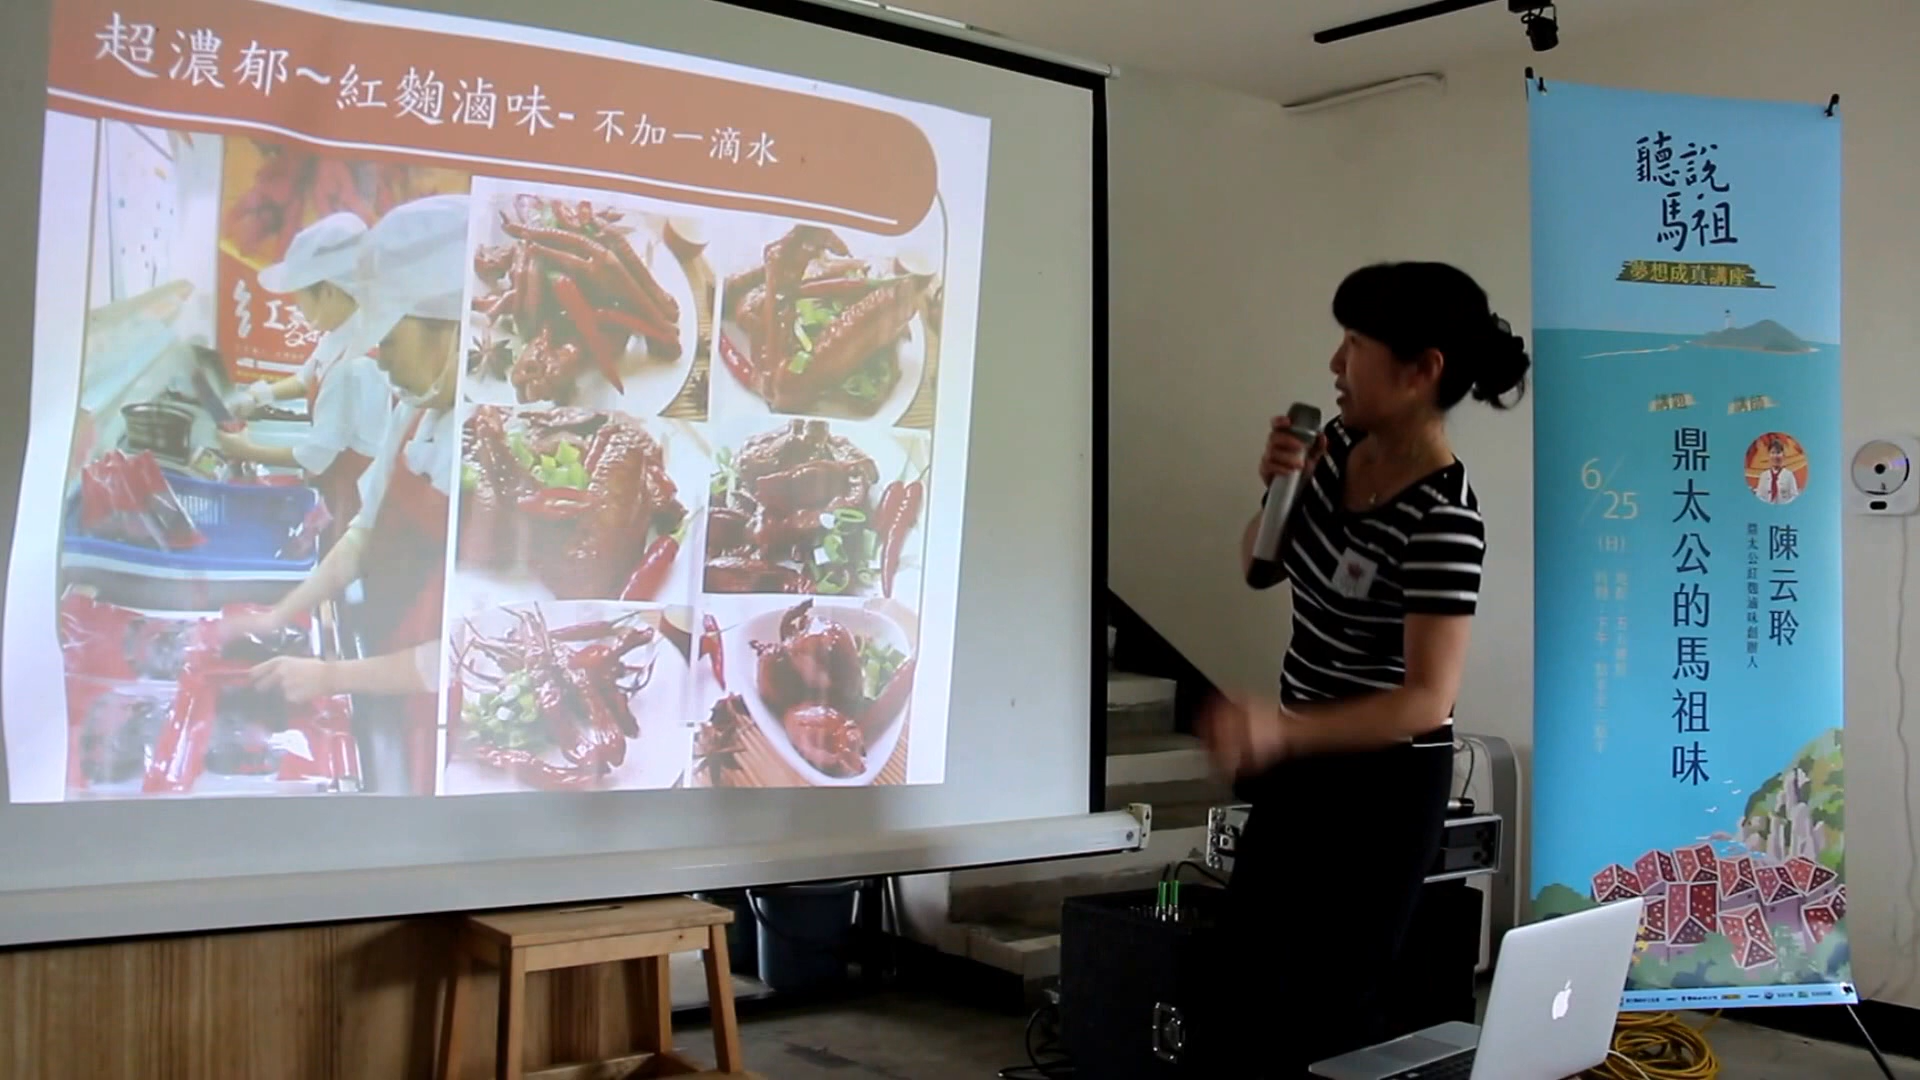 超濃郁~紅麴滷味- 不加一滴水
紅麴
聽說
馬祖
夢想成真講座
講題
講師
6/25
(日)
鼎太公的馬祖味
陳云聆
鼎太公紅麴滷味創辦人